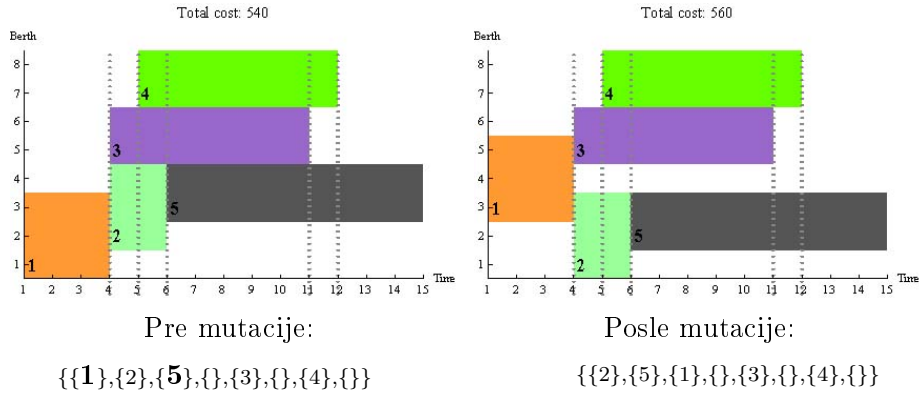 Total cost: 540
Berth
8
7
6
5
4
3
2
1
4
3
5
2
1
1 2 3 4 5 6 7 8 9 10 11 12 13 14 15
Time
Pre mutacije:
{{1},{2},{5},{},{3},{},{4},{}}
Total cost: 560
Berth
8
7
6
5
4
3
2
1
4
3
1
5
2
1 2 3 4 5 6 7 8 9 10 11 12 13 14 15
Time
Posle mutacije:
{{2},{5},{1},{},{3},{},{4},{}}